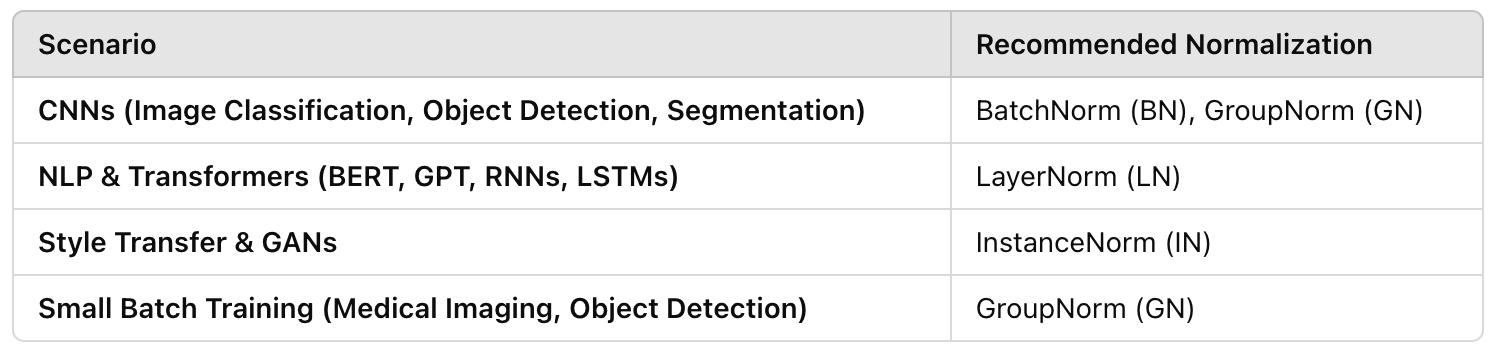 Scenario Recommended Normalization
CNNs (Image Classification, Object Detection, Segmentation) BatchNorm (BN), GroupNorm (GN)
NLP & Transformers (BERT, GPT, RNNs, LSTMs) LayerNorm (LN)
Style Transfer & GANs InstanceNorm (IN)
Small Batch Training (Medical Imaging, Object Detection) GroupNorm (GN)